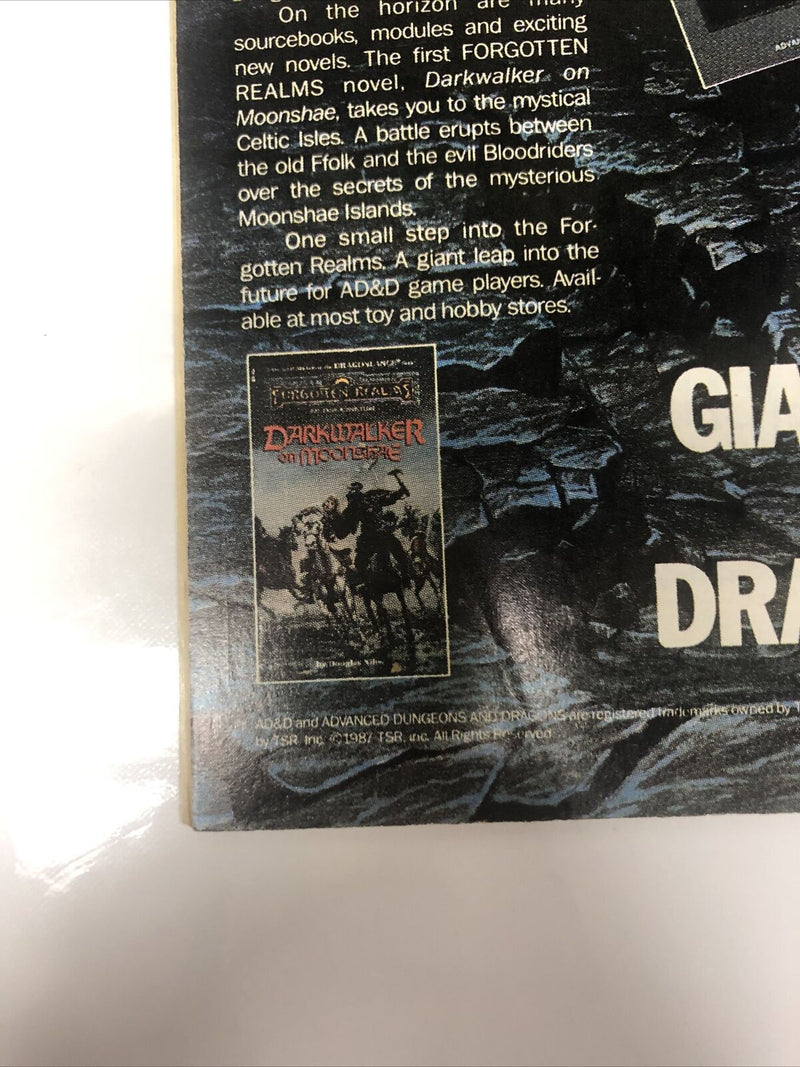 On the horizon are many
sourcebooks, modules and exciting
new novels. The first FORGOTTEN
REALMS novel, Darkwalker on
Moonshae, takes you to the mystical
Celtic Isles. A battle erupts between
the old Ffolk and the evil Bloodriders
over the secrets of the mysterious
Moonshae Islands.
One small step into the For-
gotten Realms. A giant leap into the
future for AD&D game players. Avail-
able at most toy and hobby stores.
DRAGONLANCE
FORGOTTEN REALMS
DARKWALKER
on MOONSHAE
by Douglas Niles
GIA
DRA
AD&D and ADVANCED DUNGEONS AND DRAGONS are registered trademarks owned by T
by TSR, Inc. ©1987 TSR, Inc. All Rights Reserved.